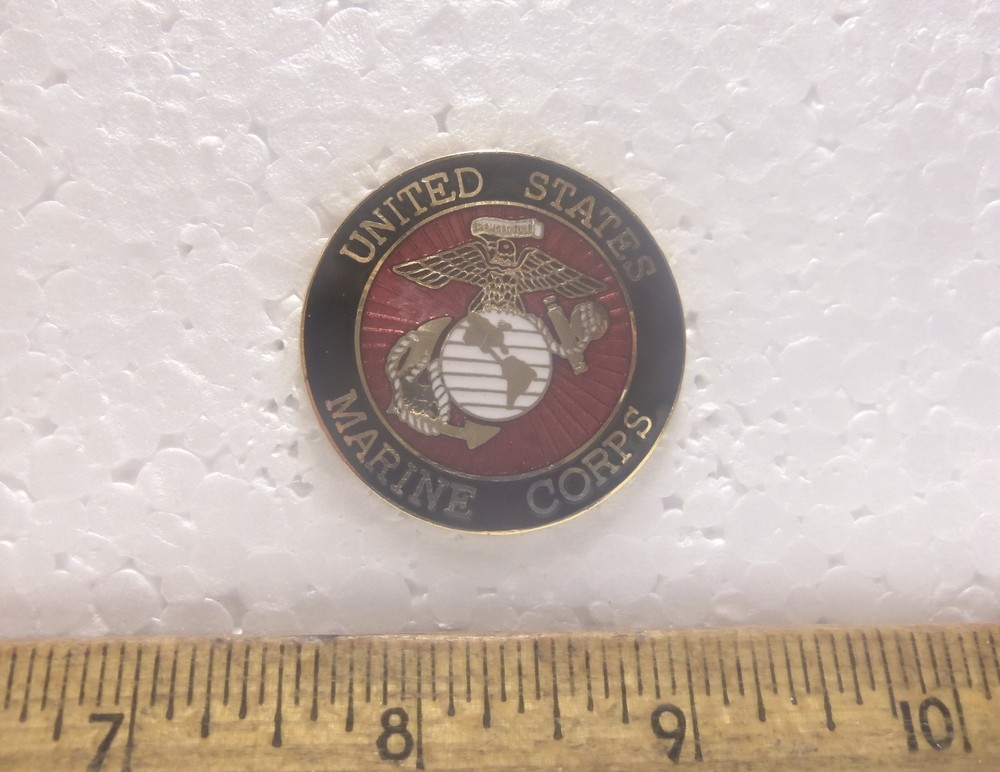 UNITED STATES
MARINE CORPS
7 8 9 10